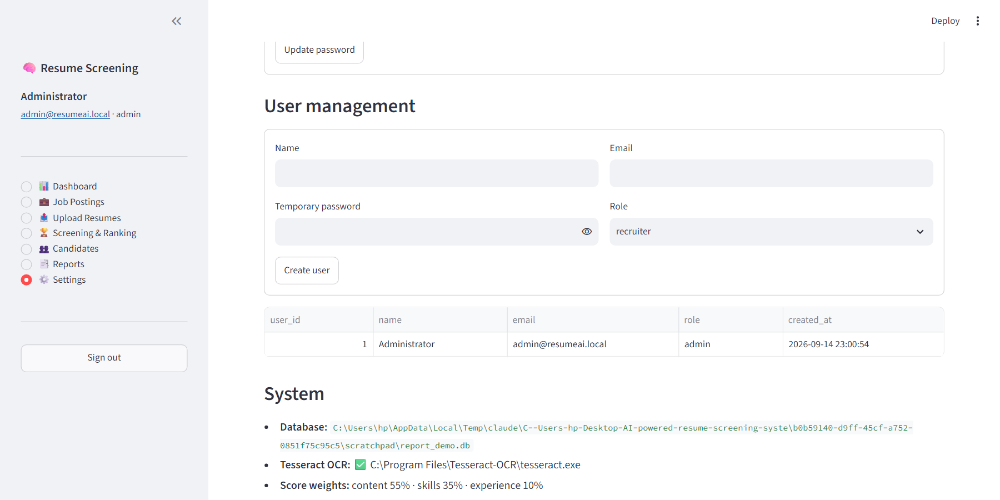 Deploy
🧠 Resume Screening
Administrator
admin@resumeai.local · admin
📊 Dashboard
💼 Job Postings
📤 Upload Resumes
🏆 Screening & Ranking
👥 Candidates
📑 Reports
⚙️ Settings
Sign out
Update password
User management
Name
Email
Temporary password
Role
recruiter
Create user
user_id name email role created_at
1 Administrator admin@resumeai.local admin 2026-09-14 23:00:54
System
• Database: C:\Users\hp\AppData\Local\Temp\claude\C--Users-hp-Desktop-AI-powered-resume-screening-syste\b0b59140-d9ff-45cf-a752-
0851f75c95c5\scratchpad\report_demo.db
• Tesseract OCR: ✅ C:\Program Files\Tesseract-OCR\tesseract.exe
• Score weights: content 55% · skills 35% · experience 10%